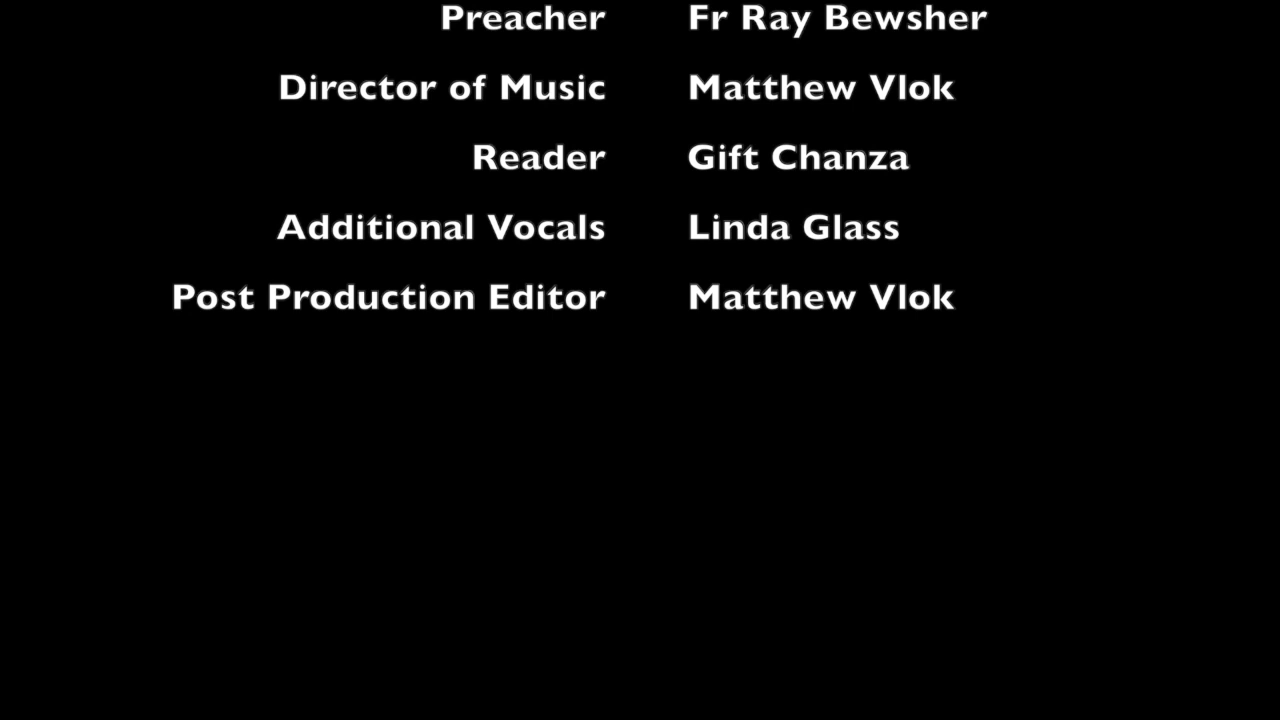 Preacher Fr Ray Bewsher
Director of Music Matthew Vlok
Reader Gift Chanza
Additional Vocals Linda Glass
Post Production Editor Matthew Vlok